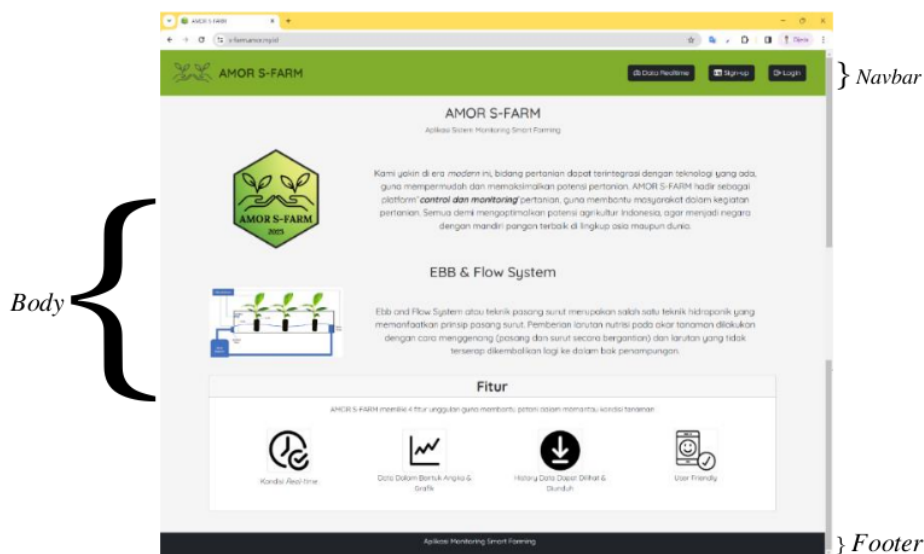 AMOR S-FARM
s-farm.amor.my.id
AMOR S-FARM
Data Realtime
Sign-up
Login
} Navbar
AMOR S-FARM
Aplikasi Sistem Monitoring Smart Farming
Kami yakin di era modern ini, bidang pertanian dapat terintegrasi dengan teknologi yang ada,
guna mempermudah dan memaksimalkan potensi pertanian. AMOR S-FARM hadir sebagai
platform "control dan monitoring" pertanian, guna membantu masyarakat dalam kegiatan
pertanian. Semua demi mengoptimalkan potensi agrikultur Indonesia, agar menjadi negara
dengan mandiri pangan terbaik di lingkup asia maupun dunia.
AMOR S-FARM
2023
Body {
EBB & Flow System
Ebb and Flow System atau teknik pasang surut merupakan salah satu teknik hidroponik yang
memanfaatkan prinsip pasang surut. Pemberian larutan nutrisi pada akar tanaman dilakukan
dengan cara menggenang (pasang dan surut secara bergantian) dan larutan yang tidak
terserap dikembalikan lagi ke dalam bak penampungan.
Fitur
AMOR S-FARM memiliki 4 fitur unggulan guna membantu petani dalam memantau kondisi tanaman
Kondisi Real-time
Data Dalam Bentuk Angka &
Grafik
History Data Dapat Dilihat &
Diunduh
User Friendly
Aplikasi Monitoring Smart Farming
} Footer